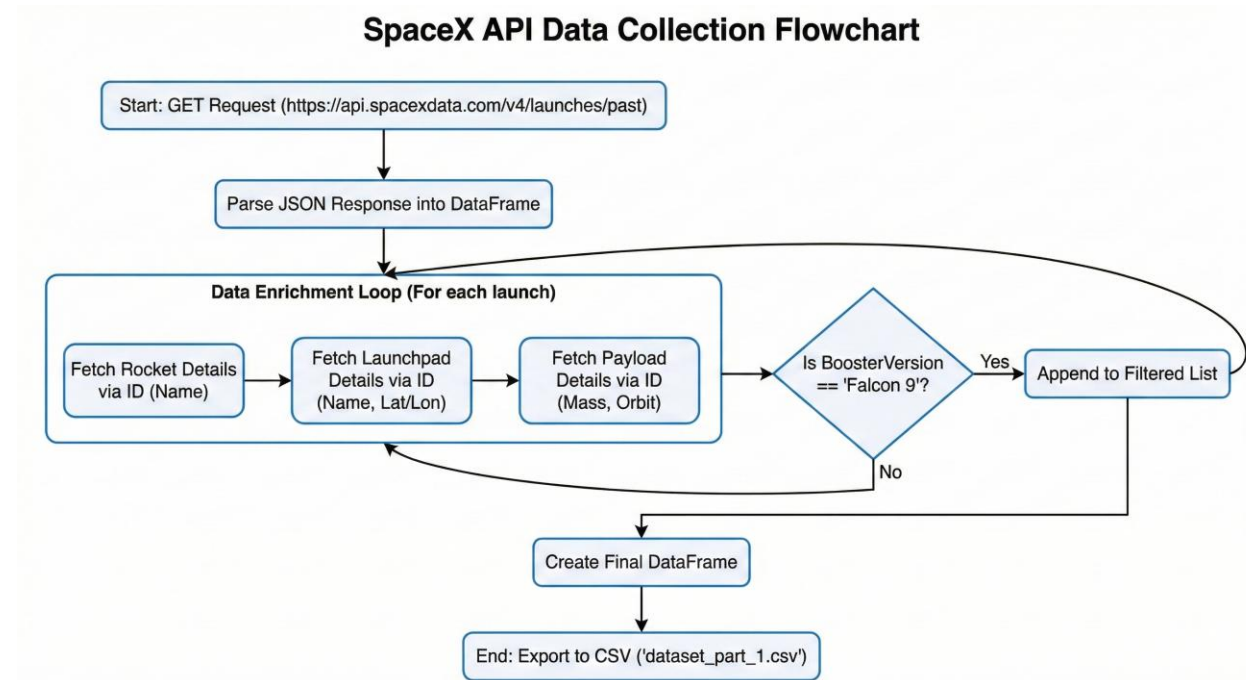 SpaceX API Data Collection Flowchart
Start: GET Request (https://api.spacexdata.com/v4/launches/past)
Parse JSON Response into DataFrame
Data Enrichment Loop (For each launch)
Fetch Rocket Details
via ID (Name)
Fetch Launchpad
Details via ID
(Name, Lat/Lon)
Fetch Payload
Details via ID
(Mass, Orbit)
Is BoosterVersion
== 'Falcon 9'?
Yes
Append to Filtered List
No
Create Final DataFrame
End: Export to CSV ('dataset_part_1.csv')